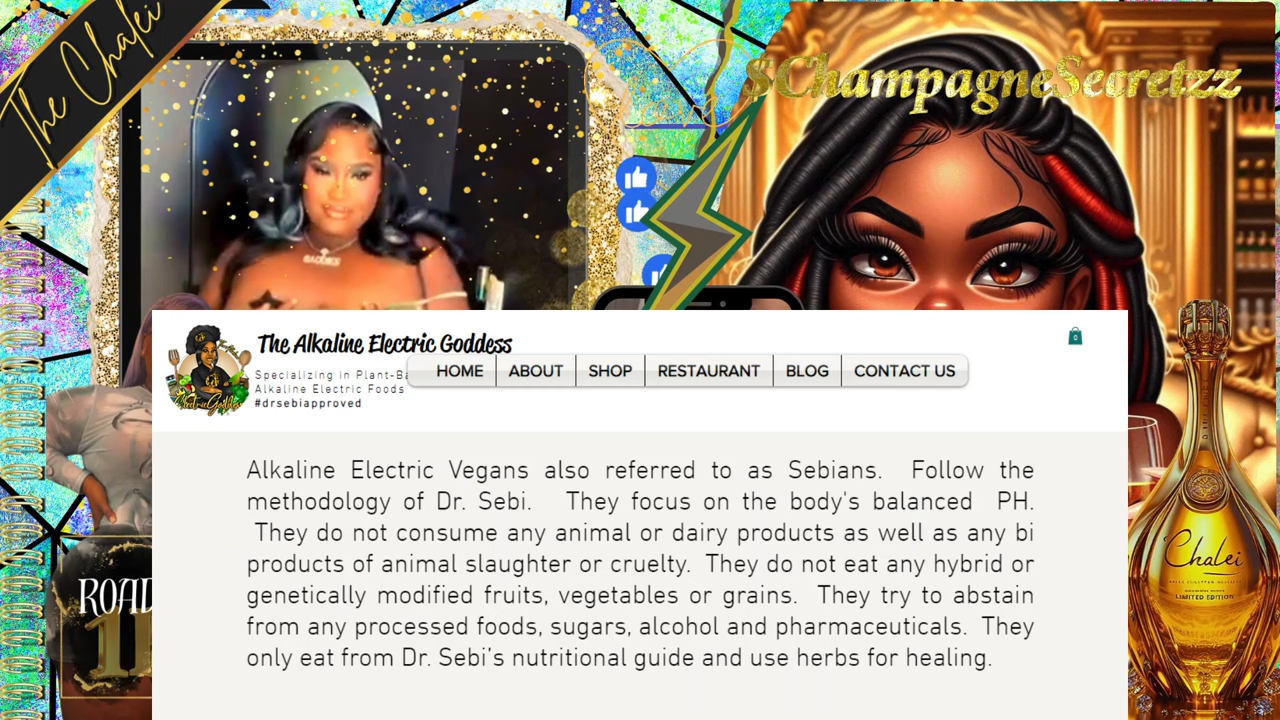 The Chalei
$ChampagneSecretzz
The Alkaline Electric Goddess
Specializing in Plant-Ba
Alkaline Electric Foods
#drsebiapproved
HOME ABOUT SHOP RESTAURANT BLOG CONTACT US
0
Alkaline Electric Vegans also referred to as Sebians. Follow the
methodology of Dr. Sebi. They focus on the body's balanced PH.
They do not consume any animal or dairy products as well as any bi
products of animal slaughter or cruelty. They do not eat any hybrid or
genetically modified fruits, vegetables or grains. They try to abstain
from any processed foods, sugars, alcohol and pharmaceuticals. They
only eat from Dr. Sebi’s nutritional guide and use herbs for healing.
ROAD
Chalei
LIMITED EDITION